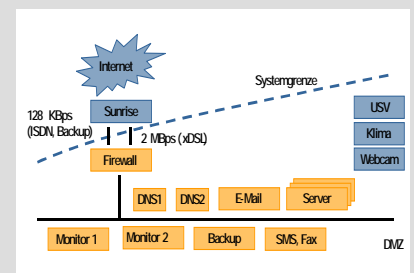 Internet
Systemgrenze
Sunrise
USV
128 KBps
(ISDN, Backup)
2 MBps (xDSL)
Klima
Firewall
Webcam
DNS1
DNS2
E-Mail
Server
Monitor 1
Monitor 2
Backup
SMS, Fax
DMZ